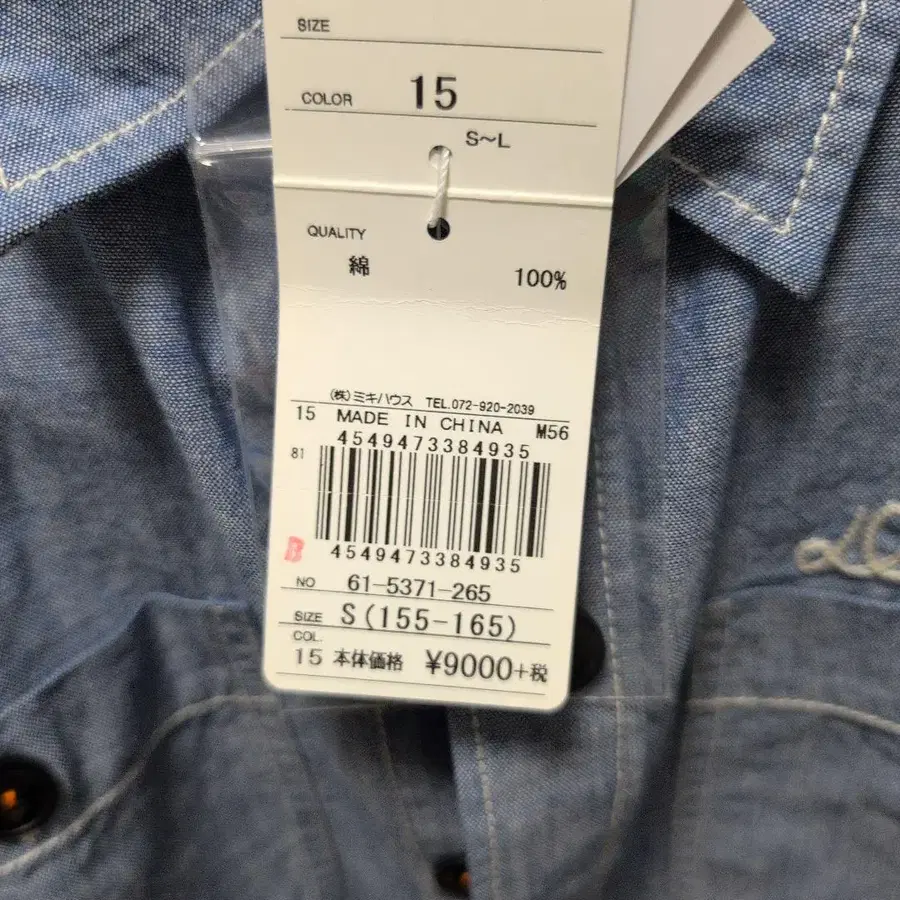 SIZE
COLOR 15
S〜L
QUALITY
綿 100%
(株)ミキハウス TEL.072-920-2039
15 MADE IN CHINA M56
4549473384935
81
4549473384935
NO 61-5371-265
SIZE S(155-165)
COL.
15 本体価格 ¥9000+税